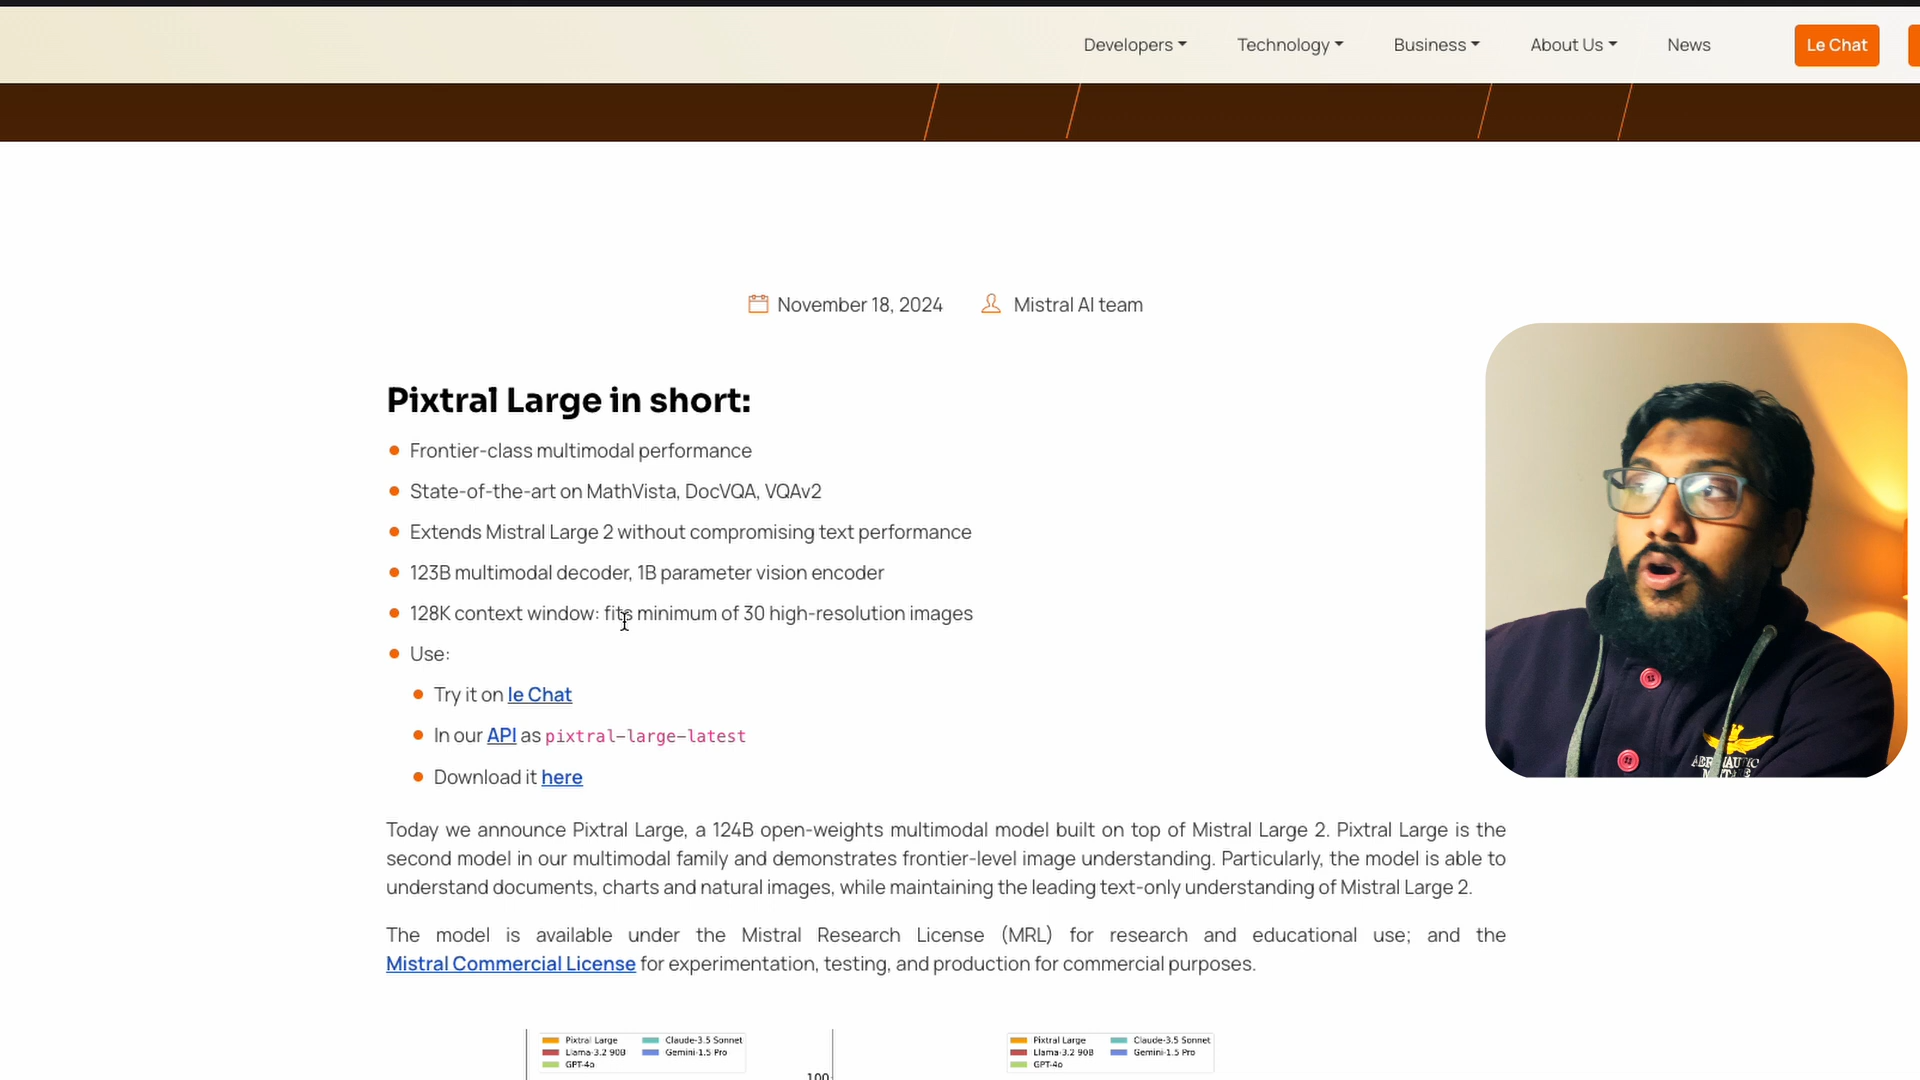 Developers Technology Business About Us News Le Chat
November 18, 2024 Mistral AI team
Pixtral Large in short:
Frontier-class multimodal performance
State-of-the-art on MathVista, DocVQA, VQAv2
Extends Mistral Large 2 without compromising text performance
123B multimodal decoder, 1B parameter vision encoder
128K context window: fits minimum of 30 high-resolution images
Use:
Try it on le Chat
In our API as pixtral-large-latest
Download it here
Today we announce Pixtral Large, a 124B open-weights multimodal model built on top of Mistral Large 2. Pixtral Large is the
second model in our multimodal family and demonstrates frontier-level image understanding. Particularly, the model is able to
understand documents, charts and natural images, while maintaining the leading text-only understanding of Mistral Large 2.
The model is available under the Mistral Research License (MRL) for research and educational use; and the
Mistral Commercial License for experimentation, testing, and production for commercial purposes.
Pixtral Large Claude-3.5 Sonnet
Llama-3.2 90B Gemini-1.5 Pro
GPT-4o
100
Pixtral Large Claude-3.5 Sonnet
Llama-3.2 90B Gemini-1.5 Pro
GPT-4o